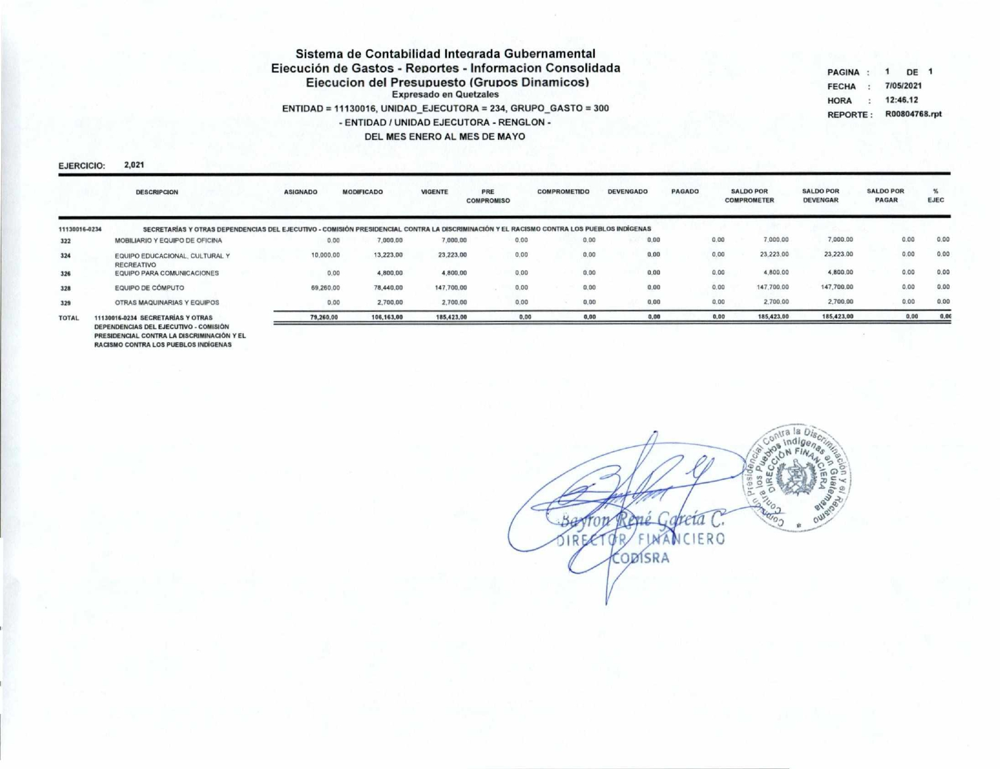 Sistema de Contabilidad Integrada Gubernamental
Ejecución de Gastos - Reportes - Informacion Consolidada
Ejecucion del Presupuesto (Grupos Dinamicos)
Expresado en Quetzales
ENTIDAD = 11130016, UNIDAD_EJECUTORA = 234, GRUPO_GASTO = 300
- ENTIDAD / UNIDAD EJECUTORA - RENGLON -
DEL MES ENERO AL MES DE MAYO
PAGINA : 1 DE 1
FECHA : 7/05/2021
HORA : 12:46.12
REPORTE : R00804768.rpt
EJERCICIO: 2,021
DESCRIPCION ASIGNADO MODIFICADO VIGENTE PRE COMPROMETIDO DEVENGADO PAGADO SALDO POR SALDO POR SALDO POR %
COMPROMISO COMPROMETER DEVENGAR PAGAR EJEC
11130016-0234 SECRETARÍAS Y OTRAS DEPENDENCIAS DEL EJECUTIVO - COMISIÓN PRESIDENCIAL CONTRA LA DISCRIMINACIÓN Y EL RACISMO CONTRA LOS PUEBLOS INDÍGENAS
322 MOBILIARIO Y EQUIPO DE OFICINA 0.00 7,000.00 7,000.00 0.00 0.00 0.00 0.00 7,000.00 7,000.00 0.00 0.00
324 EQUIPO EDUCACIONAL, CULTURAL Y 10,000.00 13,223.00 23,223.00 0.00 0.00 0.00 0.00 23,223.00 23,223.00 0.00 0.00
RECREATIVO
326 EQUIPO PARA COMUNICACIONES 0.00 4,800.00 4,800.00 0.00 0.00 0.00 0.00 4,800.00 4,800.00 0.00 0.00
328 EQUIPO DE CÓMPUTO 69,260.00 78,440.00 147,700.00 0.00 0.00 0.00 0.00 147,700.00 147,700.00 0.00 0.00
329 OTRAS MAQUINARIAS Y EQUIPOS 0.00 2,700.00 2,700.00 0.00 0.00 0.00 0.00 2,700.00 2,700.00 0.00 0.00
TOTAL 11130016-0234 SECRETARÍAS Y OTRAS 79,260.00 106,163.00 185,423.00 0.00 0.00 0.00 0.00 185,423.00 185,423.00 0.00 0.00
DEPENDENCIAS DEL EJECUTIVO - COMISIÓN
PRESIDENCIAL CONTRA LA DISCRIMINACIÓN Y EL
RACISMO CONTRA LOS PUEBLOS INDÍGENAS
Comisión Presidencial Contra la Discriminación y el Racismo
Contra los Pueblos Indígenas en Guatemala
DIRECCIÓN FINANCIERA
Bayron René García C.
DIRECTOR FINANCIERO
CODISRA